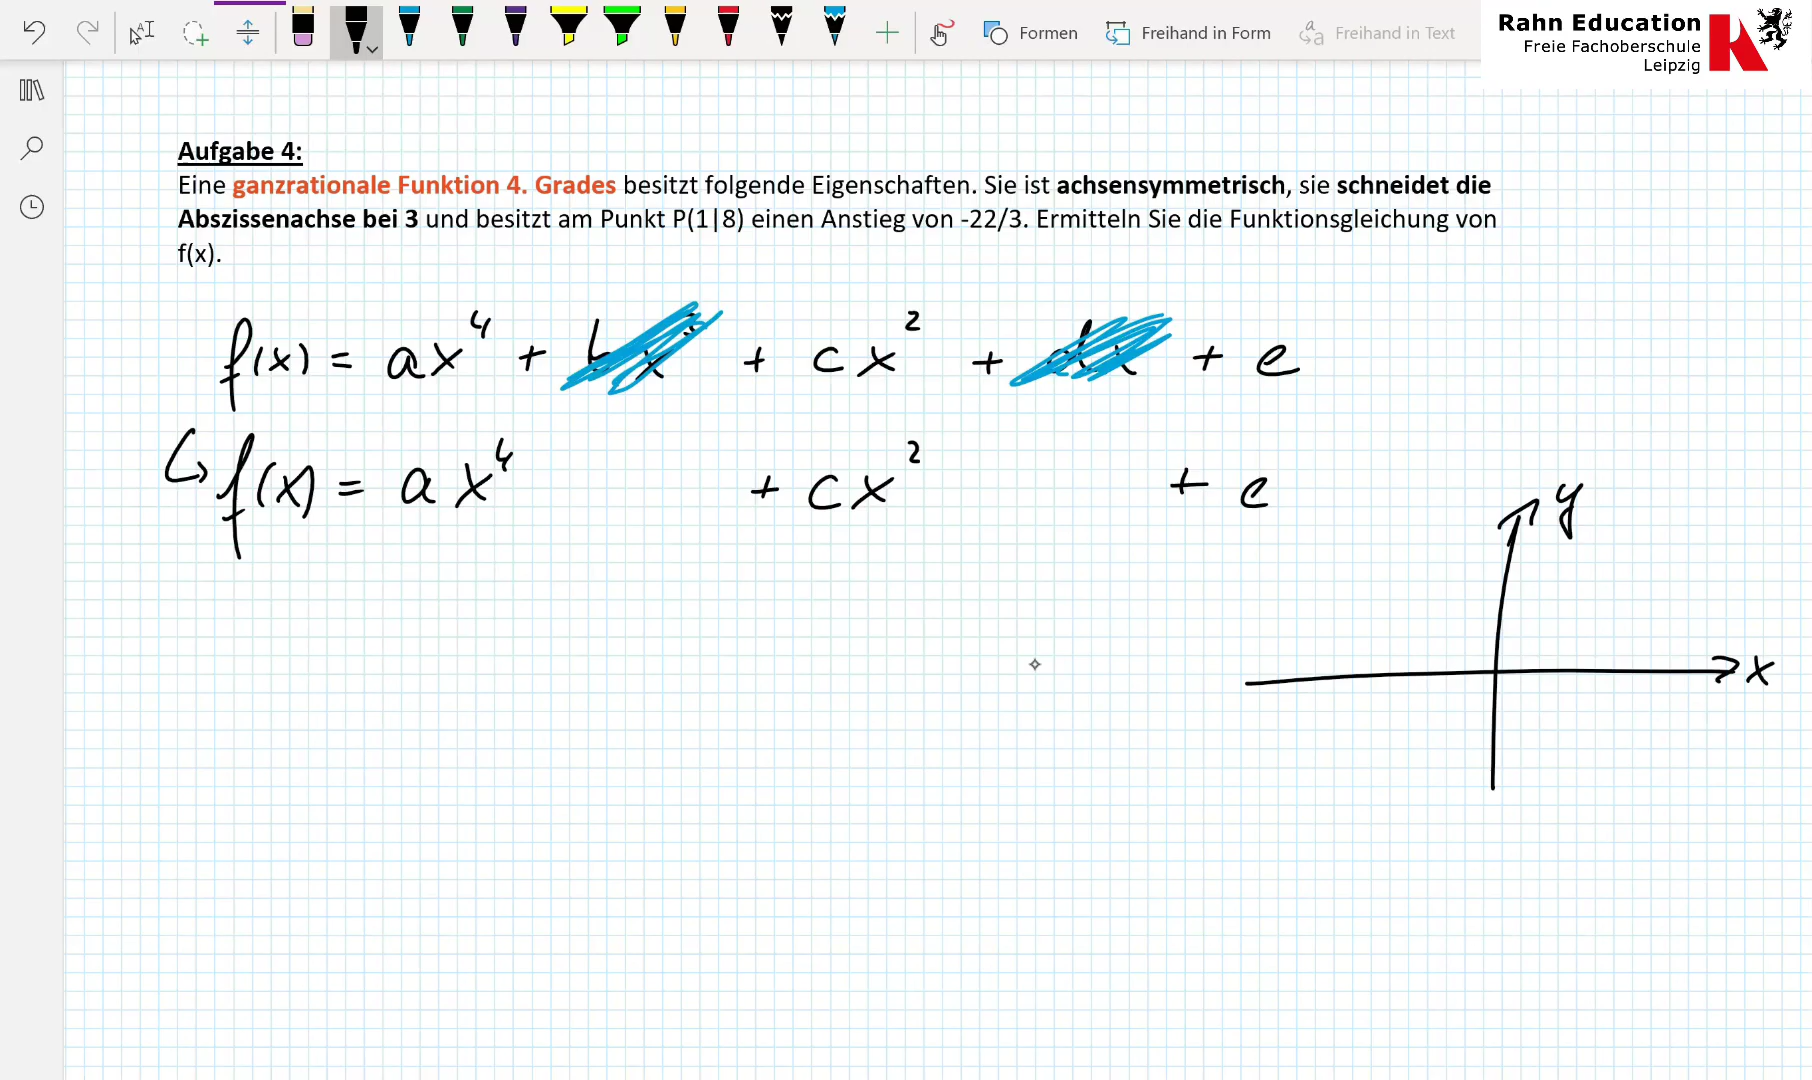 Formen
Freihand in Form
Freihand in Text
Rahn Education
Freie Fachoberschule
Leipzig
Aufgabe 4:
Eine ganzrationale Funktion 4. Grades besitzt folgende Eigenschaften. Sie ist achsensymmetrisch, sie schneidet die
Abszissenachse bei 3 und besitzt am Punkt P(1|8) einen Anstieg von -22/3. Ermitteln Sie die Funktionsgleichung von
f(x).
f(x) = ax⁴ + + cx² + + e
f(x) = ax⁴ + cx² + e
y
x